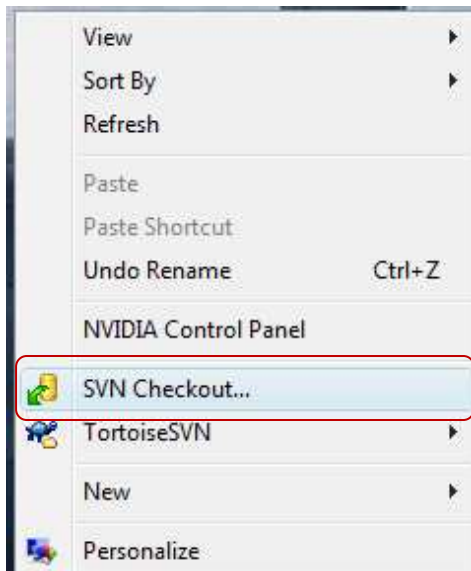 View
Sort By
Refresh
Paste
Paste Shortcut
Undo Rename Ctrl+Z
NVIDIA Control Panel
SVN Checkout...
TortoiseSVN
New
Personalize